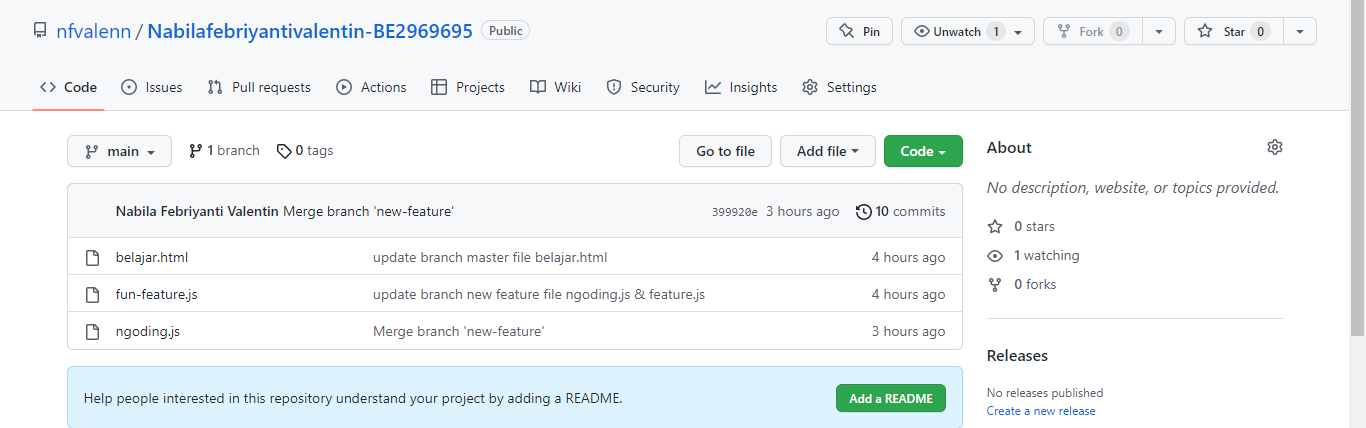 nfvalenn / Nabilafebriyantivalentin-BE2969695 Public Pin Unwatch 1 Fork 0 Star 0
Code Issues Pull requests Actions Projects Wiki Security Insights Settings
main 1 branch 0 tags Go to file Add file Code
Nabila Febriyanti Valentin Merge branch 'new-feature' 399920e 3 hours ago 10 commits
belajar.html update branch master file belajar.html 4 hours ago
fun-feature.js update branch new feature file ngoding.js & feature.js 4 hours ago
ngoding.js Merge branch 'new-feature' 3 hours ago
Help people interested in this repository understand your project by adding a README. Add a README
About
No description, website, or topics provided.
0 stars
1 watching
0 forks
Releases
No releases published
Create a new release